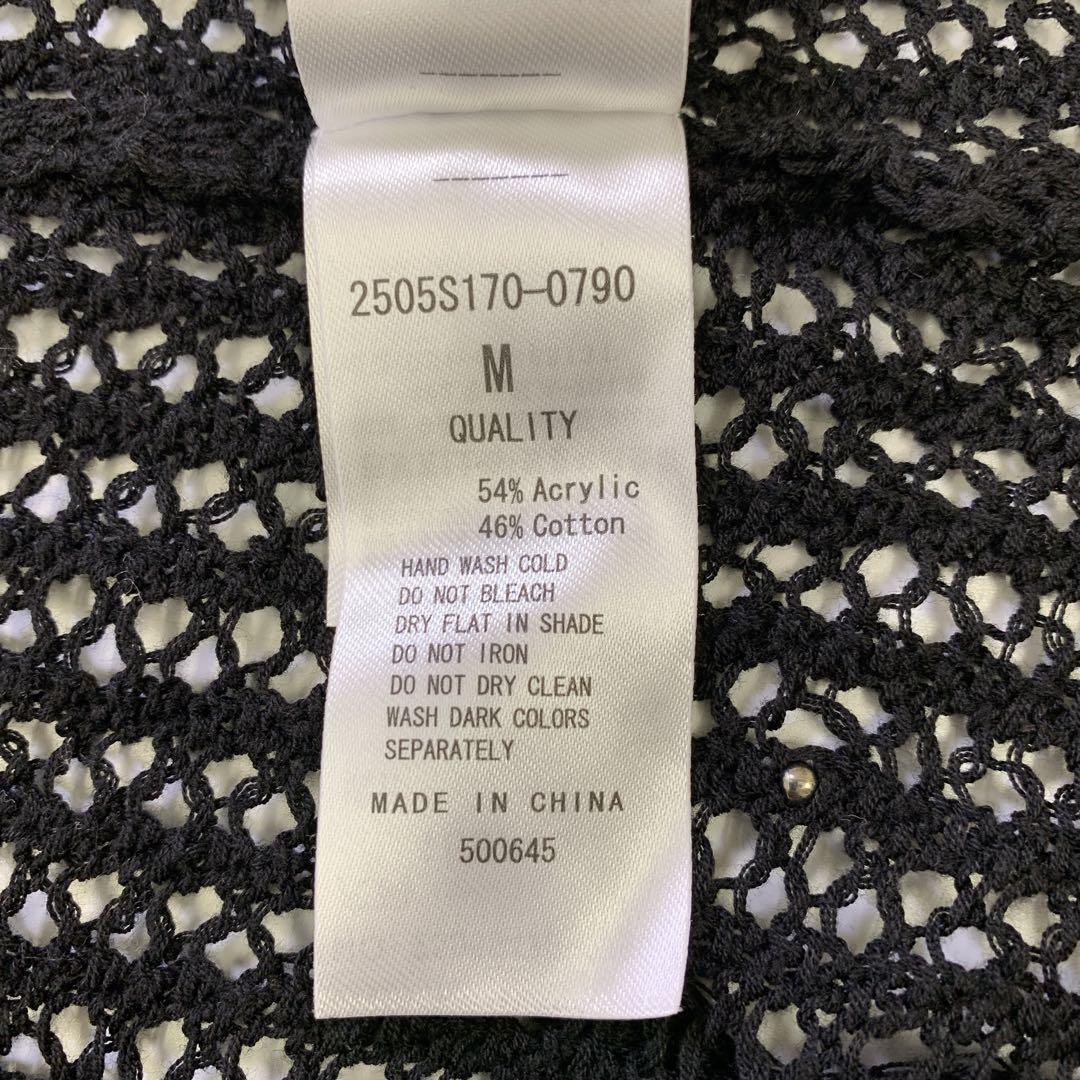 2505S170-0790
M
QUALITY
54% Acrylic
46% Cotton
HAND WASH COLD
DO NOT BLEACH
DRY FLAT IN SHADE
DO NOT IRON
DO NOT DRY CLEAN
WASH DARK COLORS
SEPARATELY
MADE IN CHINA
500645